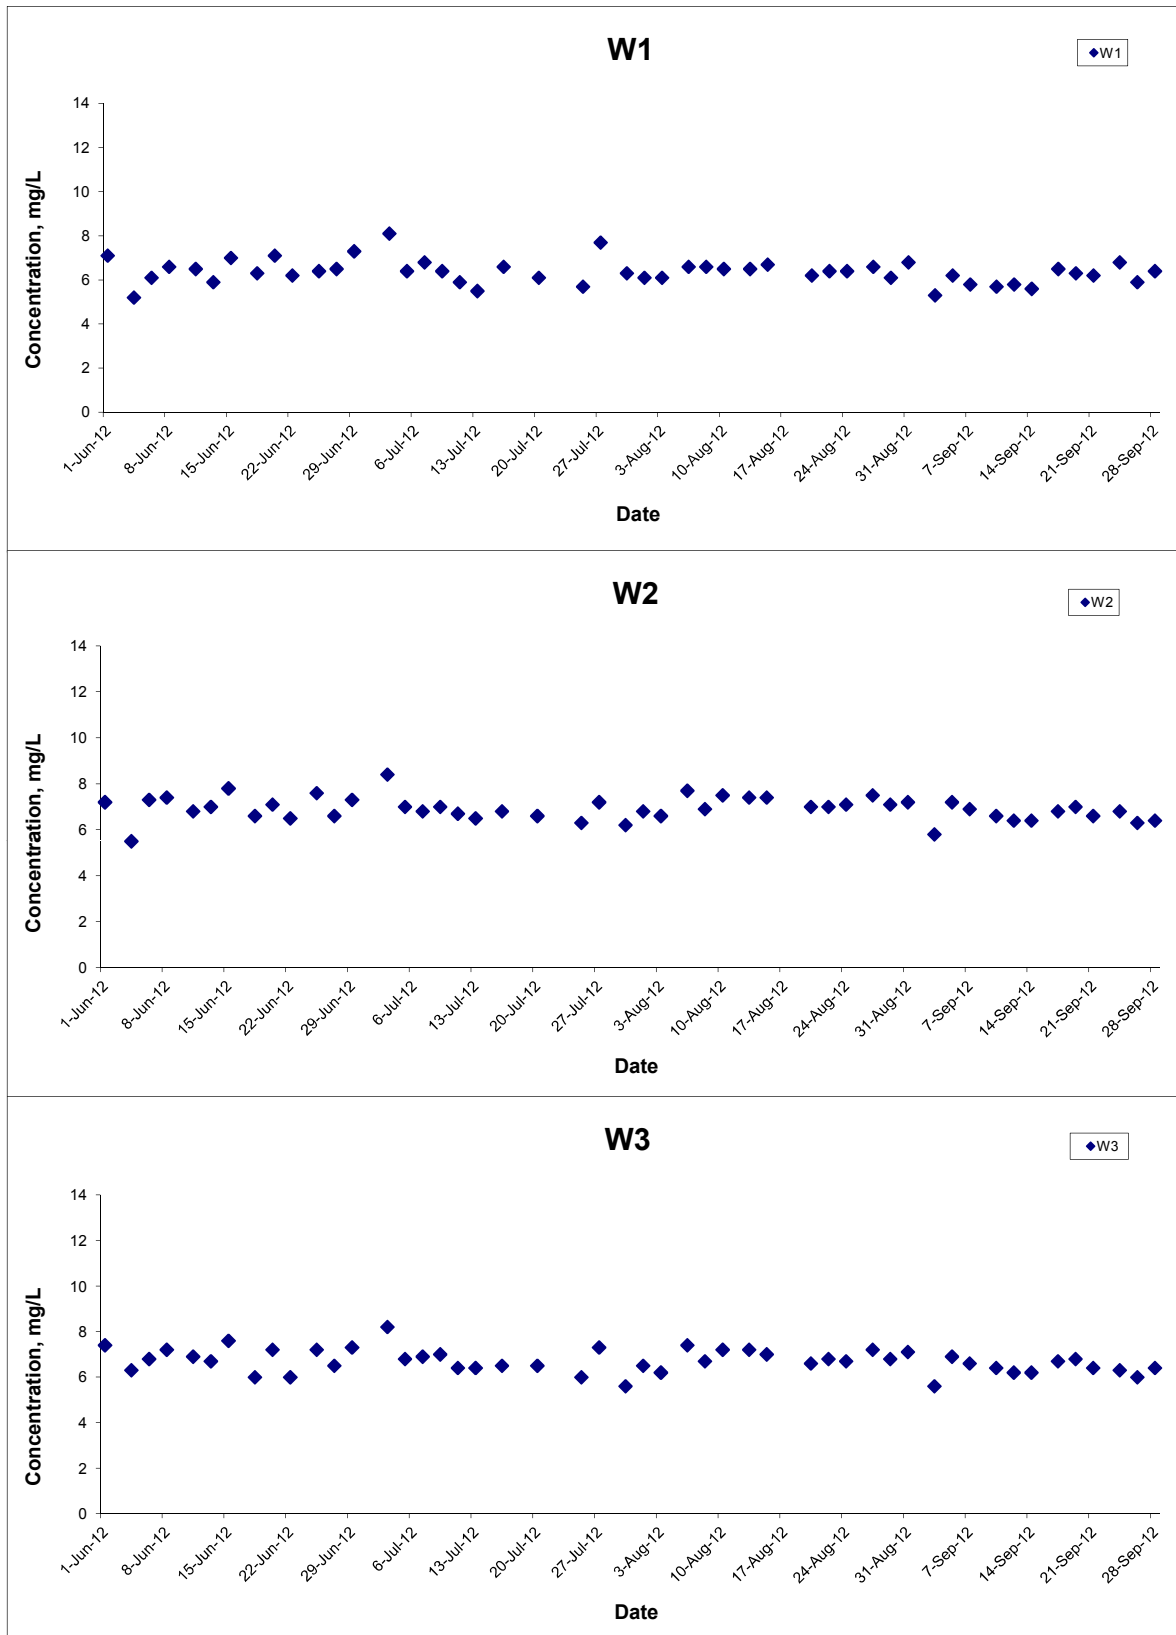 W1
W1
14
12
10
8
6
4
2
0
Concentration, mg/L
1-Jun-12
8-Jun-12
15-Jun-12
22-Jun-12
29-Jun-12
6-Jul-12
13-Jul-12
20-Jul-12
27-Jul-12
3-Aug-12
10-Aug-12
17-Aug-12
24-Aug-12
31-Aug-12
7-Sep-12
14-Sep-12
21-Sep-12
28-Sep-12
Date
W2
W2
14
12
10
8
6
4
2
0
Concentration, mg/L
1-Jun-12
8-Jun-12
15-Jun-12
22-Jun-12
29-Jun-12
6-Jul-12
13-Jul-12
20-Jul-12
27-Jul-12
3-Aug-12
10-Aug-12
17-Aug-12
24-Aug-12
31-Aug-12
7-Sep-12
14-Sep-12
21-Sep-12
28-Sep-12
Date
W3
W3
14
12
10
8
6
4
2
0
Concentration, mg/L
1-Jun-12
8-Jun-12
15-Jun-12
22-Jun-12
29-Jun-12
6-Jul-12
13-Jul-12
20-Jul-12
27-Jul-12
3-Aug-12
10-Aug-12
17-Aug-12
24-Aug-12
31-Aug-12
7-Sep-12
14-Sep-12
21-Sep-12
28-Sep-12
Date